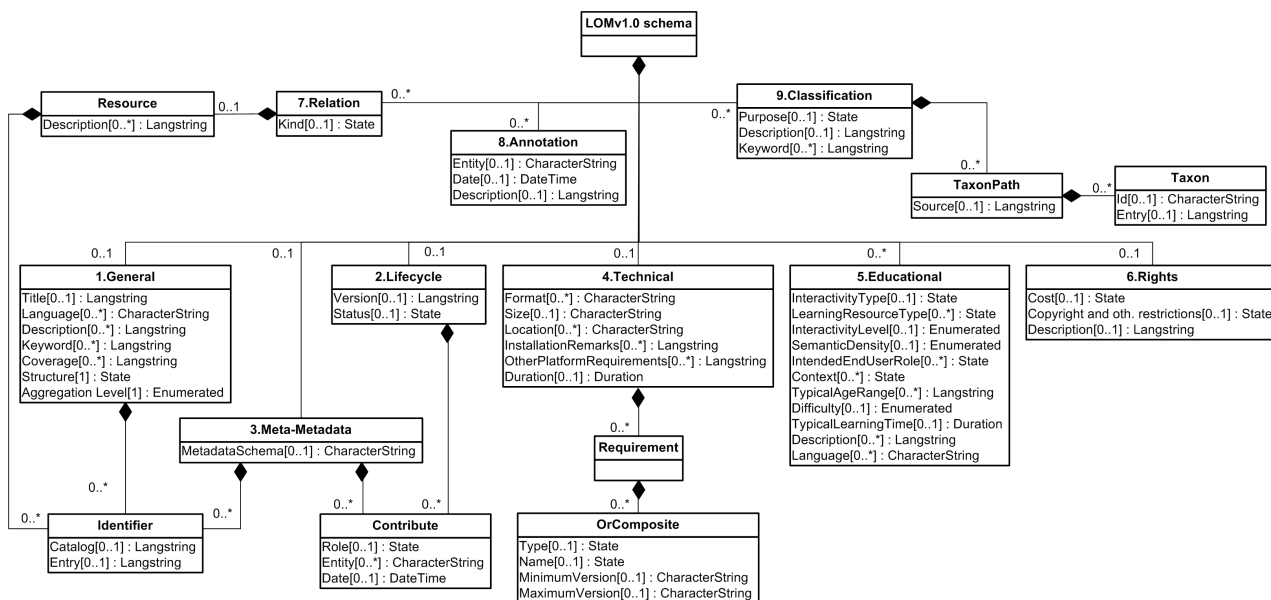 LOMv1.0 schema
Resource
Description[0..*] : Langstring
0..1
7.Relation
Kind[0..1] : State
0..*
0..*
8.Annotation
Entity[0..1] : CharacterString
Date[0..1] : DateTime
Description[0..1] : Langstring
0..*
9.Classification
Purpose[0..1] : State
Description[0..1] : Langstring
Keyword[0..*] : Langstring
0..*
TaxonPath
Source[0..1] : Langstring
0..*
Taxon
Id[0..1] : CharacterString
Entry[0..1] : Langstring
0..1
1.General
Title[0..1] : Langstring
Language[0..*] : CharacterString
Description[0..*] : Langstring
Keyword[0..*] : Langstring
Coverage[0..*] : Langstring
Structure[1] : State
Aggregation Level[1] : Enumerated
0..1
3.Meta-Metadata
MetadataSchema[0..1] : CharacterString
0..1
2.Lifecycle
Version[0..1] : Langstring
Status[0..1] : State
0..1
4.Technical
Format[0..*] : CharacterString
Size[0..1] : CharacterString
Location[0..*] : CharacterString
InstallationRemarks[0..*] : Langstring
OtherPlatformRequirements[0..*] : Langstring
Duration[0..1] : Duration
0..*
5.Educational
InteractivityType[0..1] : State
LearningResourceType[0..*] : State
InteractivityLevel[0..1] : Enumerated
SemanticDensity[0..1] : Enumerated
IntendedEndUserRole[0..*] : State
Context[0..*] : State
TypicalAgeRange[0..*] : Langstring
Difficulty[0..1] : Enumerated
TypicalLearningTime[0..1] : Duration
Description[0..*] : Langstring
Language[0..*] : CharacterString
0..1
6.Rights
Cost[0..1] : State
Copyright and oth. restrictions[0..1] : State
Description[0..1] : Langstring
0..*
Requirement
0..*
0..*
0..*
Identifier
Catalog[0..1] : Langstring
Entry[0..1] : Langstring
0..*
0..*
0..*
Contribute
Role[0..1] : State
Entity[0..*] : CharacterString
Date[0..1] : DateTime
0..*
OrComposite
Type[0..1] : State
Name[0..1] : State
MinimumVersion[0..1] : CharacterString
MaximumVersion[0..1] : CharacterString